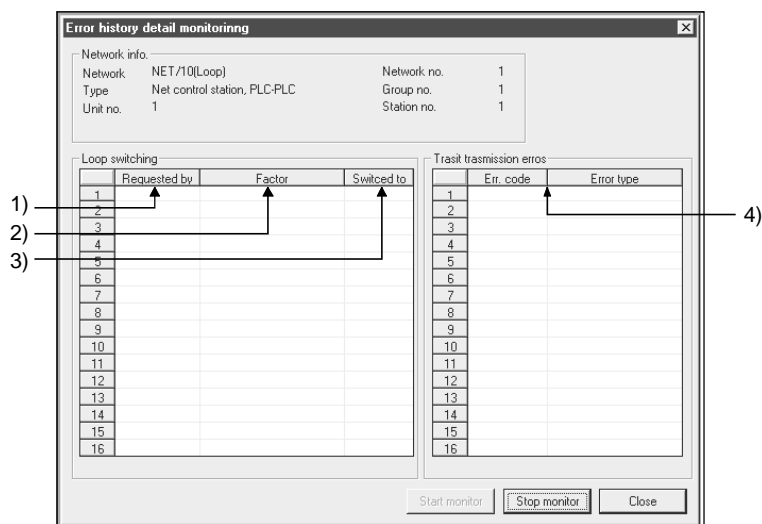 Error history detail monitorinng
Network info.
Network NET/10(Loop) Network no. 1
Type Net control station, PLC-PLC Group no. 1
Unit no. 1 Station no. 1
Loop switching Trasit trasmission erros
Requested by Factor Switced to Err. code Error type
1 1
1)
2 2
4)
2)
3 3
4 4
3)
5 5
6 6
7 7
8 8
9 9
10 10
11 11
12 12
13 13
14 14
15 15
16 16
Start monitor Stop monitor Close